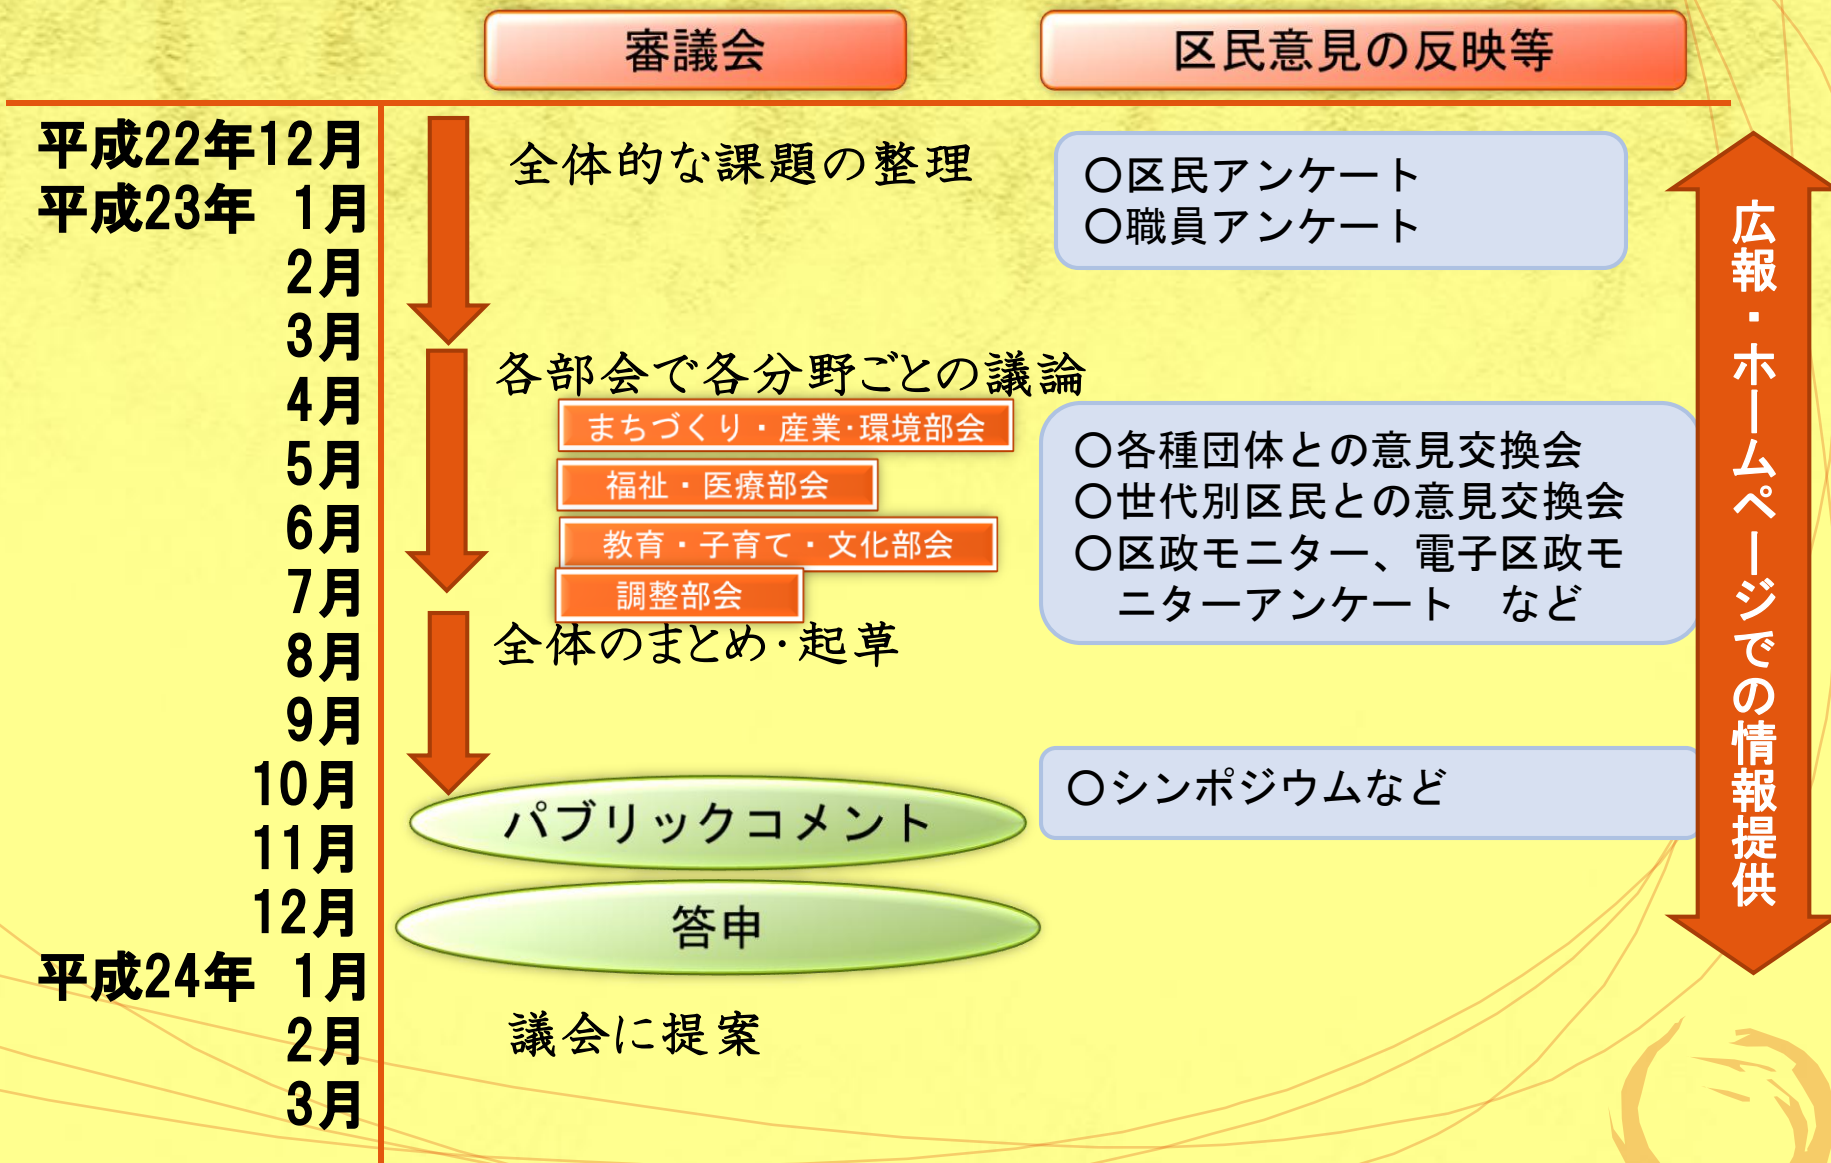 審議会
区民意見の反映等
平成22年12月
平成23年 1月
2月
3月
4月
5月
6月
7月
8月
9月
10月
11月
12月
平成24年 1月
2月
3月
全体的な課題の整理
各部会で各分野ごとの議論
まちづくり・産業・環境部会
福祉・医療部会
教育・子育て・文化部会
調整部会
全体のまとめ・起草
パブリックコメント
答申
議会に提案
〇区民アンケート
〇職員アンケート
〇各種団体との意見交換会
〇世代別区民との意見交換会
〇区政モニター、電子区政モ
ニターアンケート など
〇シンポジウムなど
広報・ホームページでの情報提供